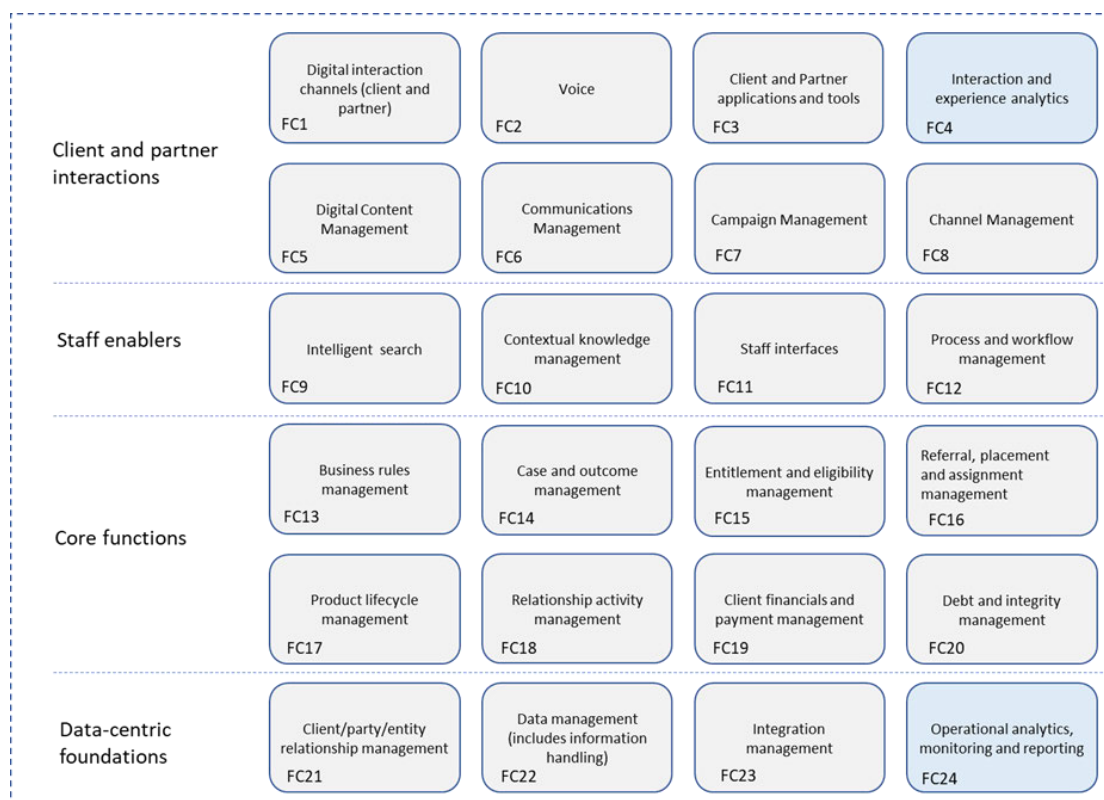 Client and partner
interactions
Digital interaction
channels (client and
partner)
FC1
Voice
FC2
Client and Partner
applications and tools
FC3
Interaction and
experience analytics
FC4
Digital Content
Management
FC5
Communications
Management
FC6
Campaign Management
FC7
Channel Management
FC8
Staff enablers
Intelligent search
FC9
Contextual knowledge
management
FC10
Staff interfaces
FC11
Process and workflow
management
FC12
Core functions
Business rules
management
FC13
Case and outcome
management
FC14
Entitlement and eligibility
management
FC15
Referral, placement
and assignment
management
FC16
Product lifecycle
management
FC17
Relationship activity
management
FC18
Client financials and
payment management
FC19
Debt and integrity
management
FC20
Data-centric
foundations
Client/party/entity
relationship management
FC21
Data management
(includes information
handling)
FC22
Integration
management
FC23
Operational analytics,
monitoring and reporting
FC24